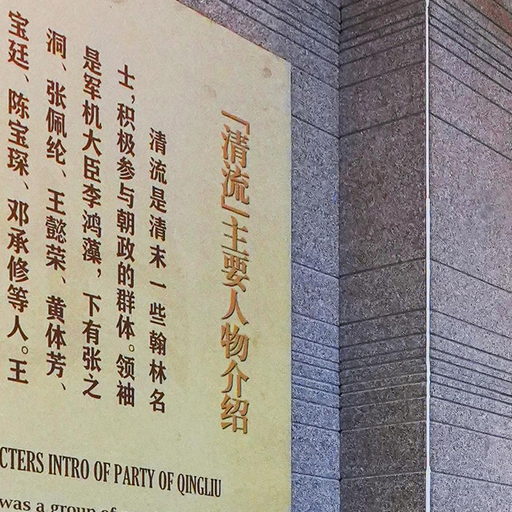 「清流」主要人物介绍
清流是清末一些翰林名
士，积极参与朝政的群体。领袖
是军机大臣李鸿藻，下有张之
洞、张佩纶、王懿荣、黄体芳、
宝廷、陈宝琛、邓承修等人。王
CTERS INTRO OF PARTY OF QINGLIU
was a group of